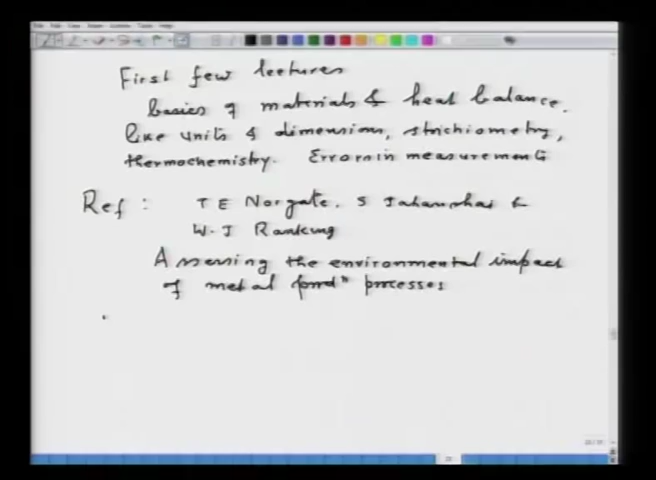 First few lectures
basics of materials & heat balance.
like units & dimension, stoichiometry,
thermochemistry. Errors in measurements
Ref : T E Norgate, S Jahanshahi &
W. J Rankin
Assessing the environmental impact
of metal prodⁿ processes